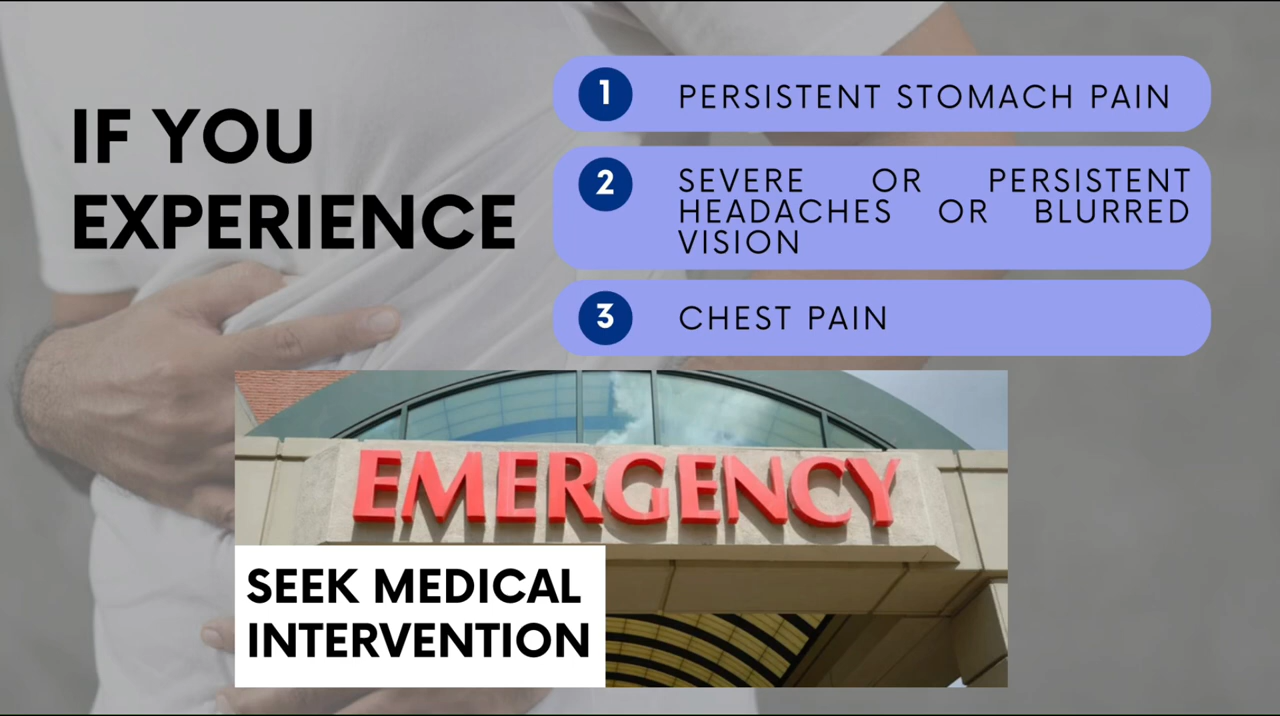 IF YOU
EXPERIENCE
1 PERSISTENT STOMACH PAIN
2 SEVERE OR PERSISTENT
HEADACHES OR BLURRED
VISION
3 CHEST PAIN
EMERGENCY
SEEK MEDICAL
INTERVENTION